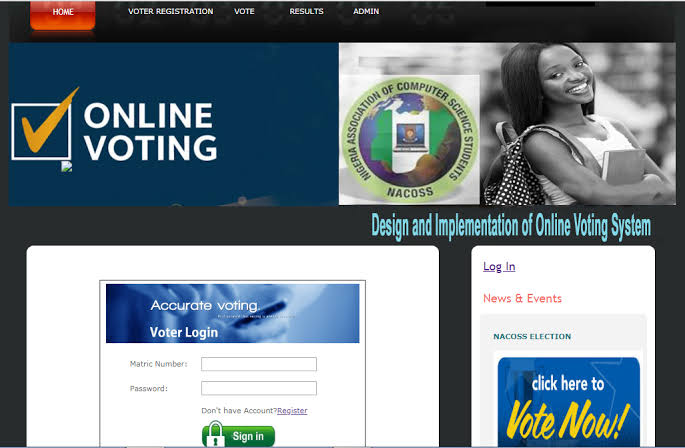 HOME
VOTER REGISTRATION
VOTE
RESULTS
ADMIN
ONLINE
VOTING
NIGERIA ASSOCIATION OF COMPUTER SCIENCE STUDENTS
NACOSS
Design and Implementation of Online Voting System
Accurate voting.
Voter Login
Matric Number:
Password:
Don't have Account?Register
Sign in
Log In
News & Events
NACOSS ELECTION
click here to
Vote Now!